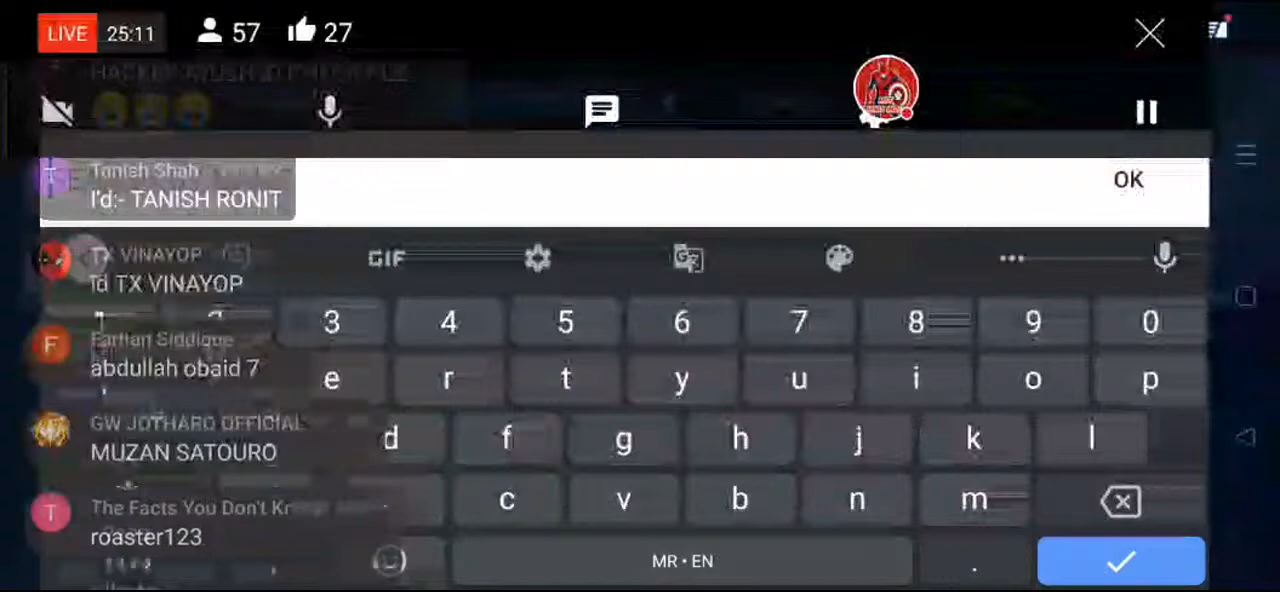 LIVE 25:11 57 27
Tanish Shah
I'd:- TANISH RONIT
OK
TX VINAYOP
GIF
id TX VINAYOP
3 4 5 6 7 8 9 0
Farhan Siddique
abdullah obaid 7
e r t y u i o p
GW JOTHARO OFFICIAL
MUZAN SATOURO
d f g h j k l
c v b n m
The Facts You Don't
roaster123
MR • EN .